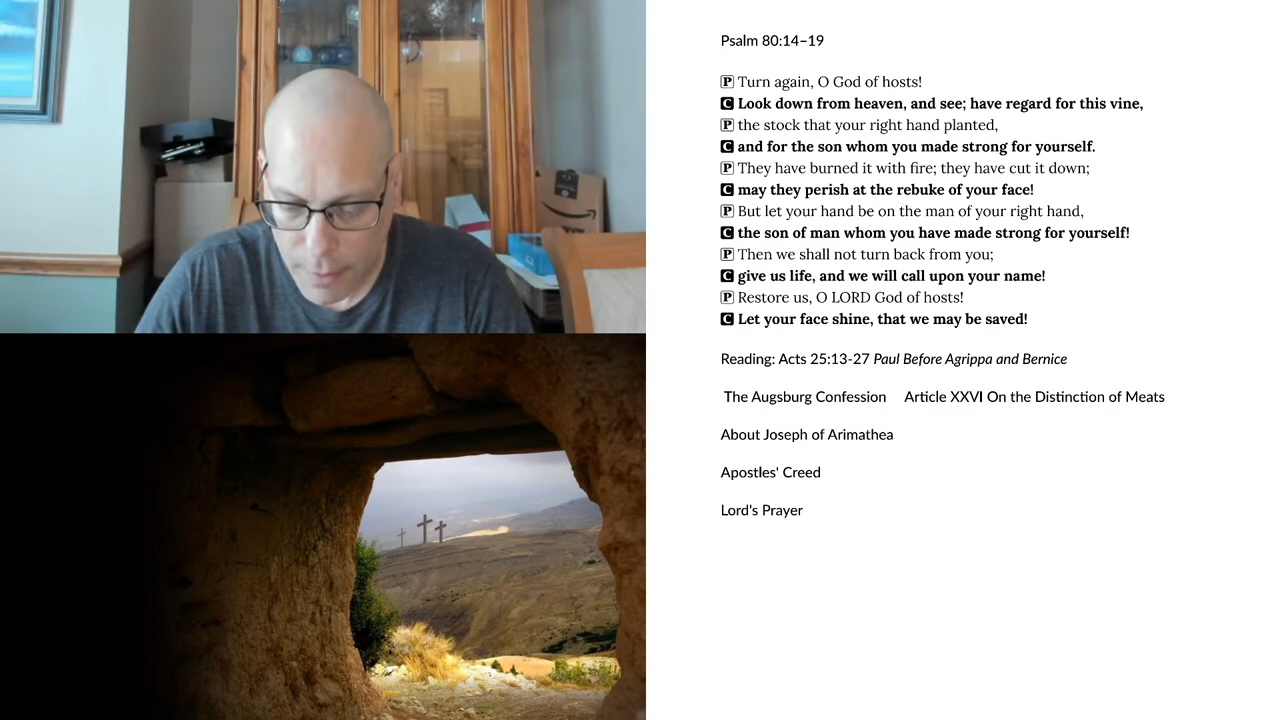 Psalm 80:14–19
P Turn again, O God of hosts!
C Look down from heaven, and see; have regard for this vine,
P the stock that your right hand planted,
C and for the son whom you made strong for yourself.
P They have burned it with fire; they have cut it down;
C may they perish at the rebuke of your face!
P But let your hand be on the man of your right hand,
C the son of man whom you have made strong for yourself!
P Then we shall not turn back from you;
C give us life, and we will call upon your name!
P Restore us, O LORD God of hosts!
C Let your face shine, that we may be saved!
Reading: Acts 25:13-27 Paul Before Agrippa and Bernice
The Augsburg Confession Article XXVI On the Distinction of Meats
About Joseph of Arimathea
Apostles' Creed
Lord's Prayer